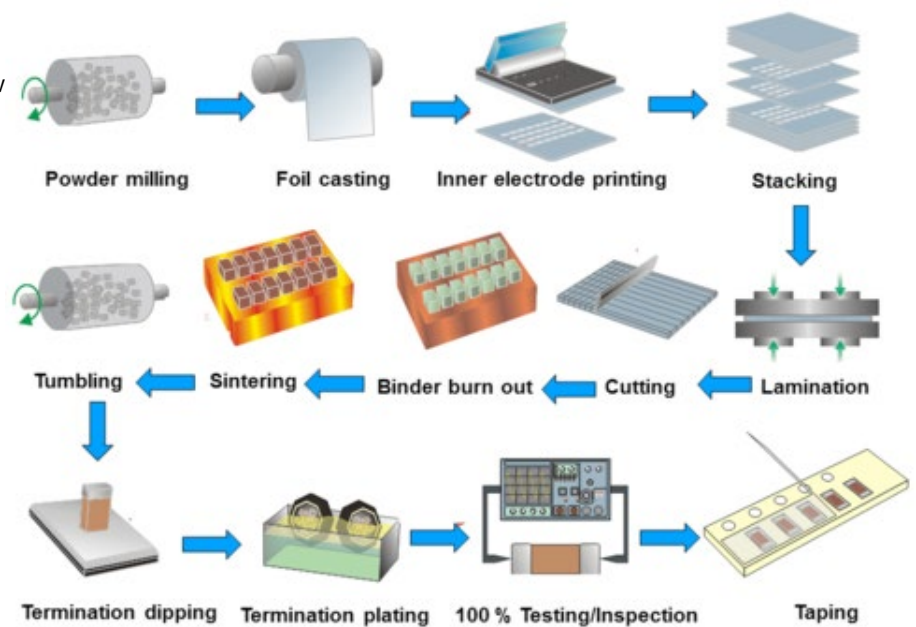 Powder milling
Foil casting
Inner electrode printing
Stacking
Tumbling
Sintering
Binder burn out
Cutting
Lamination
Termination dipping
Termination plating
100 % Testing/Inspection
Taping